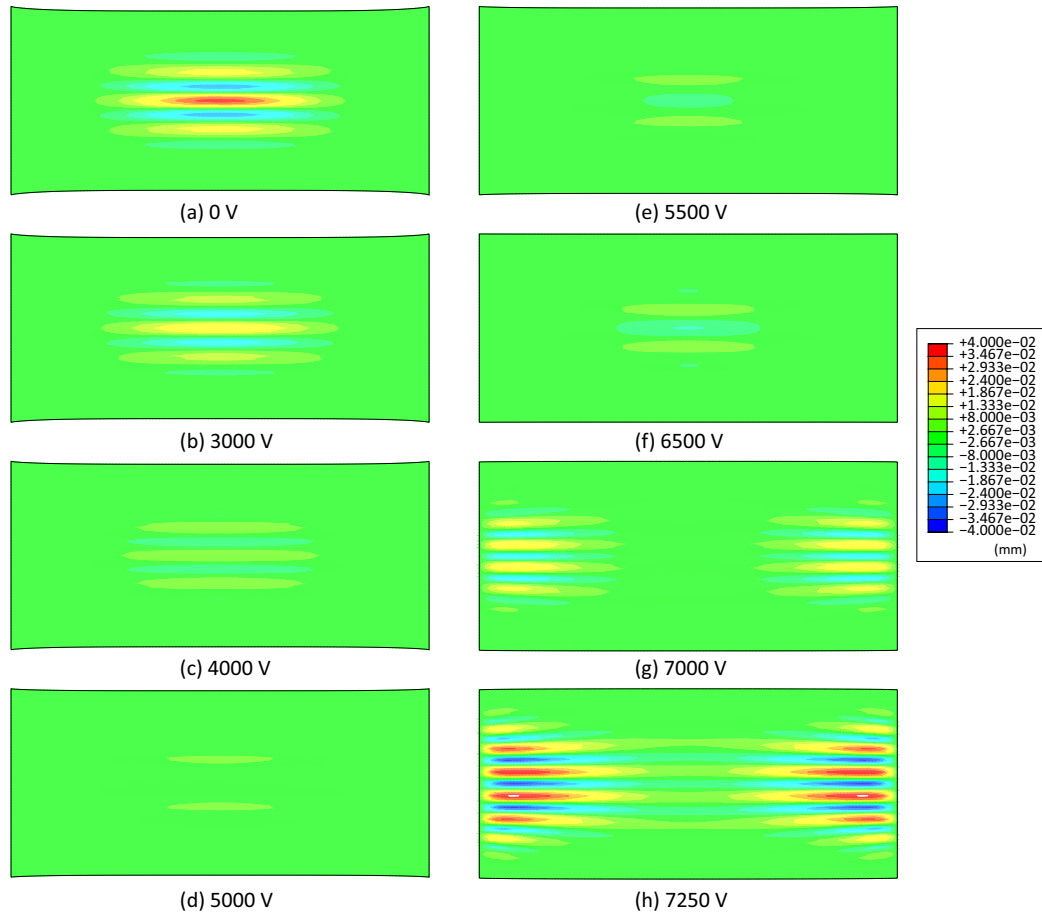 (a) 0 V
(b) 3000 V
(c) 4000 V
(d) 5000 V
(e) 5500 V
(f) 6500 V
(g) 7000 V
(h) 7250 V
+4.000e−02
+3.467e−02
+2.933e−02
+2.400e−02
+1.867e−02
+1.333e−02
+8.000e−03
+2.667e−03
−2.667e−03
−8.000e−03
−1.333e−02
−1.867e−02
−2.400e−02
−2.933e−02
−3.467e−02
−4.000e−02
(mm)